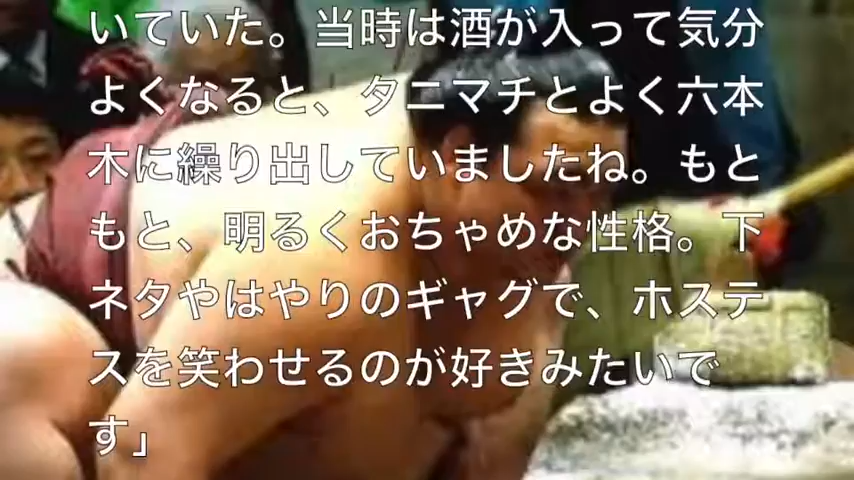 いていた。当時は酒が入って気分
よくなると、タニマチとよく六本
木に繰り出していましたね。もと
もと、明るくおちゃめな性格。下
ネタやはやりのギャグで、ホステ
スを笑わせるのが好きみたいで
す」